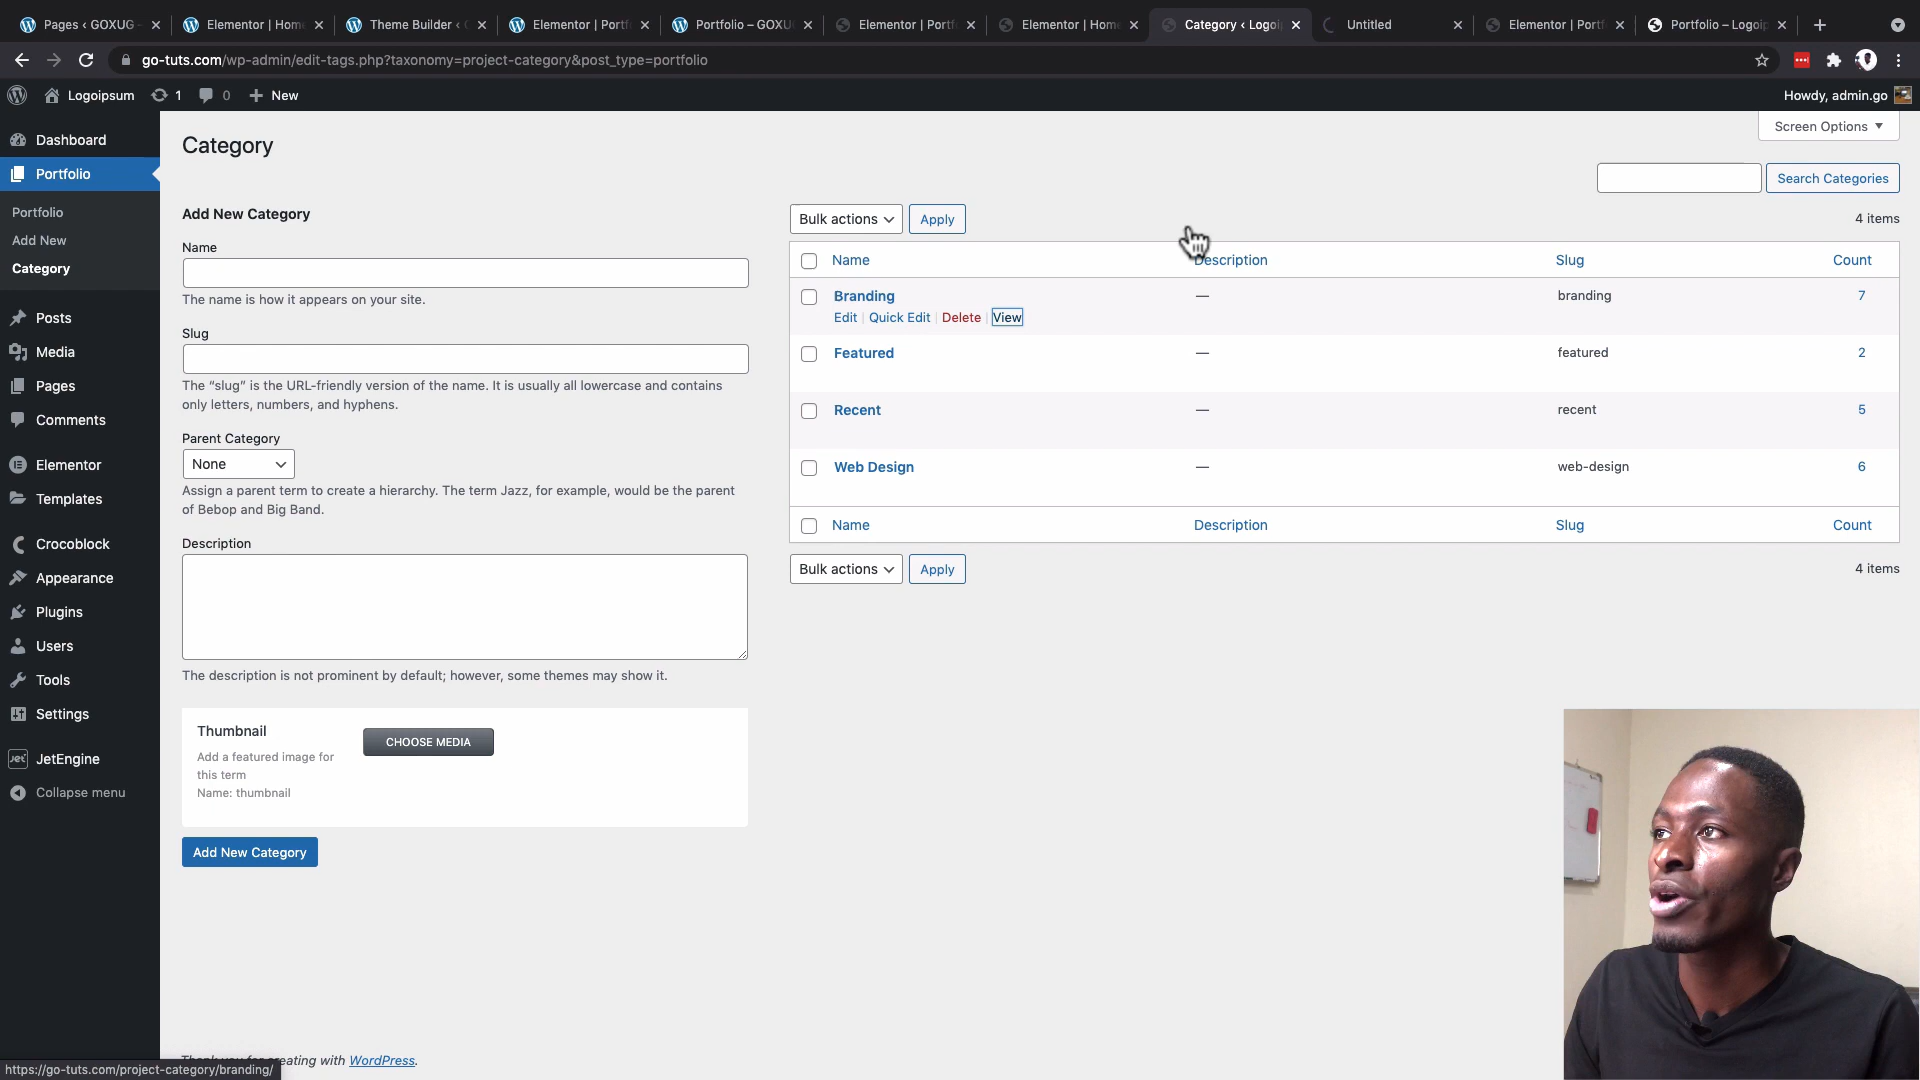 Pages ‹ GOXUG -
Elementor | Hom
Theme Builder ‹
Elementor | Portf
Portfolio – GOXU
Elementor | Portf
Elementor | Hom
Category ‹ Logoi
Untitled
Elementor | Portf
Portfolio – Logoip
go-tuts.com/wp-admin/edit-tags.php?taxonomy=project-category&post_type=portfolio
Logoipsum
1
0
New
Howdy, admin.go
Dashboard
Portfolio
Portfolio
Add New
Category
Posts
Media
Pages
Comments
Elementor
Templates
Crocoblock
Appearance
Plugins
Users
Tools
Settings
Jet JetEngine
Collapse menu
Screen Options
Category
Search Categories
Add New Category
Name
The name is how it appears on your site.
Slug
The “slug” is the URL-friendly version of the name. It is usually all lowercase and contains
only letters, numbers, and hyphens.
Parent Category
None
Assign a parent term to create a hierarchy. The term Jazz, for example, would be the parent
of Bebop and Big Band.
Description
The description is not prominent by default; however, some themes may show it.
Thumbnail
Add a featured image for
this term
Name: thumbnail
CHOOSE MEDIA
Add New Category
Bulk actions Apply 4 items
Name Description Slug Count
Branding — branding 7
Edit | Quick Edit | Delete | View
Featured — featured 2
Recent — recent 5
Web Design — web-design 6
Name Description Slug Count
Bulk actions Apply 4 items
eating with WordPress.
https://go-tuts.com/project-category/branding/